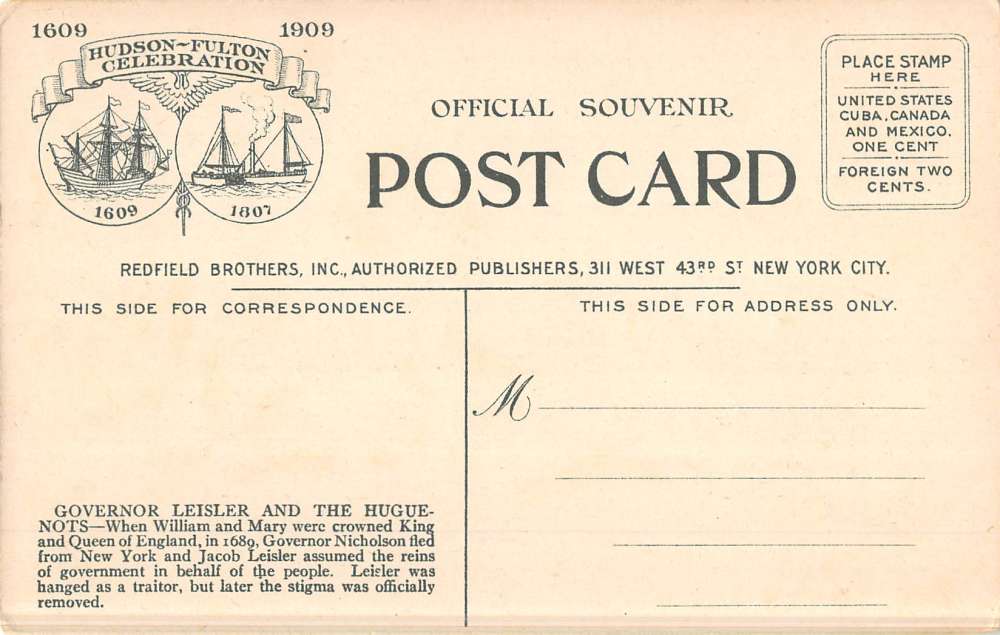 1609 1909
HUDSON-FULTON
CELEBRATION
1609 1807
OFFICIAL SOUVENIR
POST CARD
PLACE STAMP
HERE
UNITED STATES
CUBA, CANADA
AND MEXICO.
ONE CENT
FOREIGN TWO
CENTS.
REDFIELD BROTHERS, INC., AUTHORIZED PUBLISHERS, 311 WEST 43RD ST NEW YORK CITY.
THIS SIDE FOR CORRESPONDENCE.
THIS SIDE FOR ADDRESS ONLY.
M
GOVERNOR LEISLER AND THE HUGUE-
NOTS—When William and Mary were crowned King
and Queen of England, in 1689, Governor Nicholson fled
from New York and Jacob Leisler assumed the reins
of government in behalf of the people. Leisler was
hanged as a traitor, but later the stigma was officially
removed.